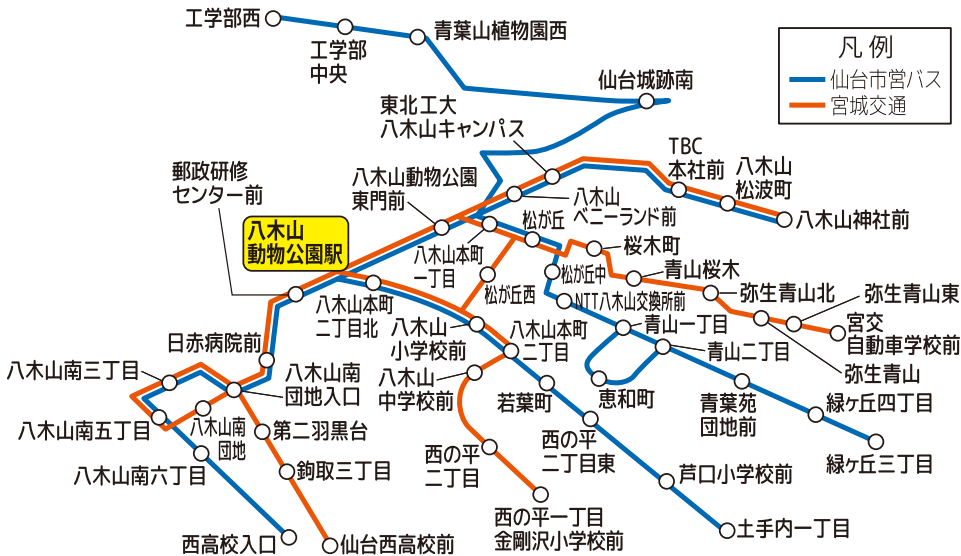 工学部西
工学部
中央
青葉山植物園西
仙台城跡南
凡例
仙台市営バス
宮城交通
東北工大
八木山キャンパス
TBC
本社前
八木山
松波町
八木山神社前
郵政研修
センター前
八木山動物公園
東門前
八木山
ベニーランド前
八木山
動物公園駅
八木山本町
一丁目
松が丘
桜木町
松が丘西
松が丘中
青山桜木
NTT八木山交換所前
弥生青山北
弥生青山東
宮交
自動車学校前
弥生青山
八木山本町
二丁目北
八木山
小学校前
八木山本町
二丁目
青山一丁目
青山二丁目
日赤病院前
八木山南三丁目
八木山南
団地入口
八木山
中学校前
若葉町
恵和町
青葉苑
団地前
緑ヶ丘四丁目
緑ヶ丘三丁目
八木山南五丁目
八木山南
団地
第二羽黒台
八木山南六丁目
鉤取三丁目
西の平
二丁目
西の平
二丁目東
芦口小学校前
西高校入口
仙台西高校前
西の平一丁目
金剛沢小学校前
土手内一丁目